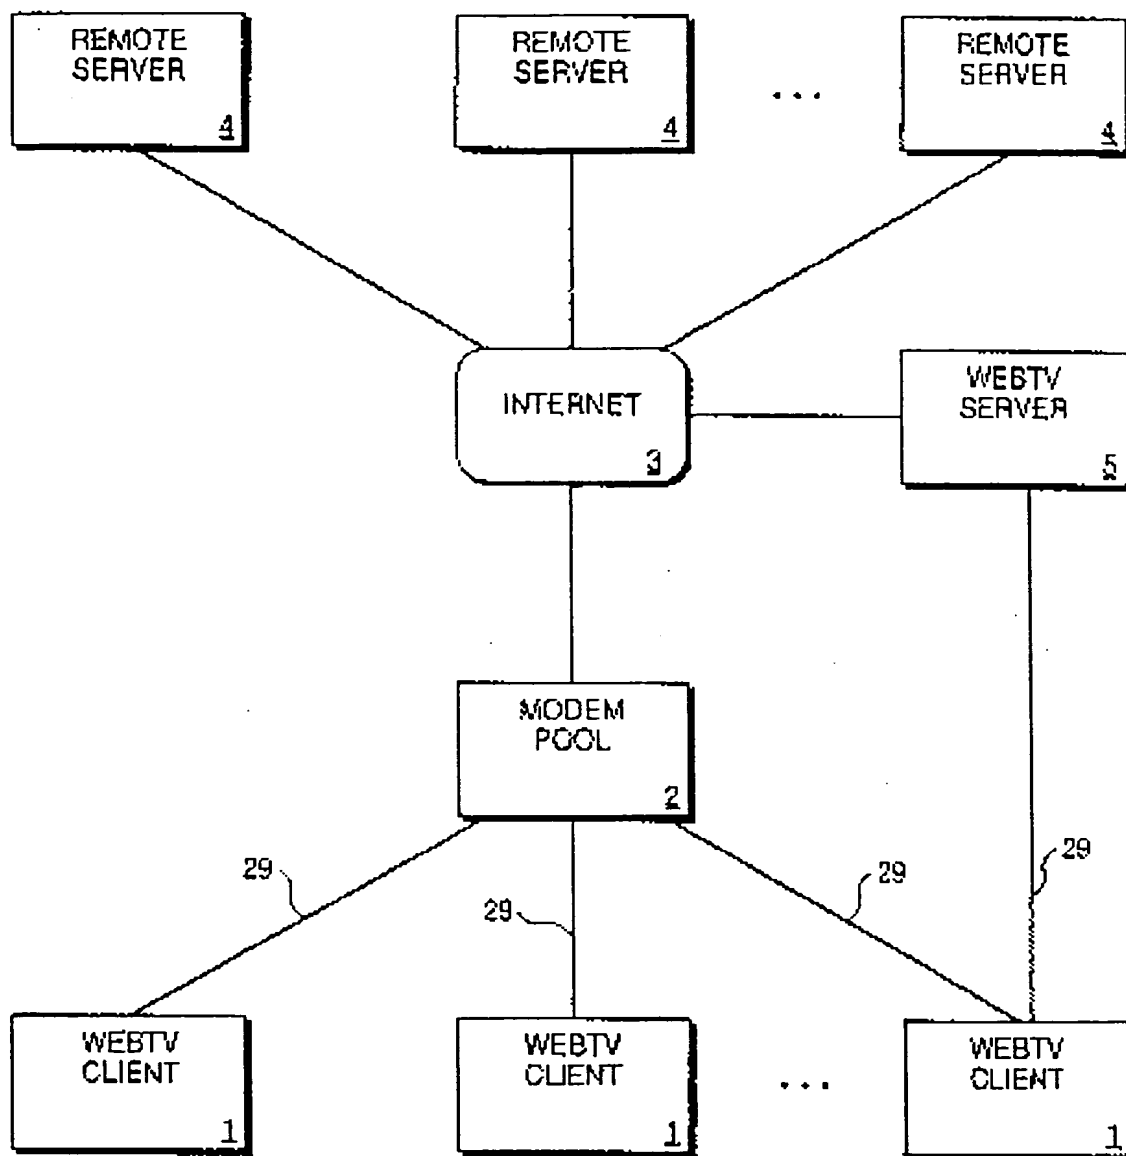 REMOTE
SERVER
4
REMOTE
SERVER
4
...
REMOTE
SERVER
4
INTERNET
3
WEBTV
SERVER
5
MODEM
POOL
2
29
29
29
29
WEBTV
CLIENT
1
WEBTV
CLIENT
1
...
WEBTV
CLIENT
1